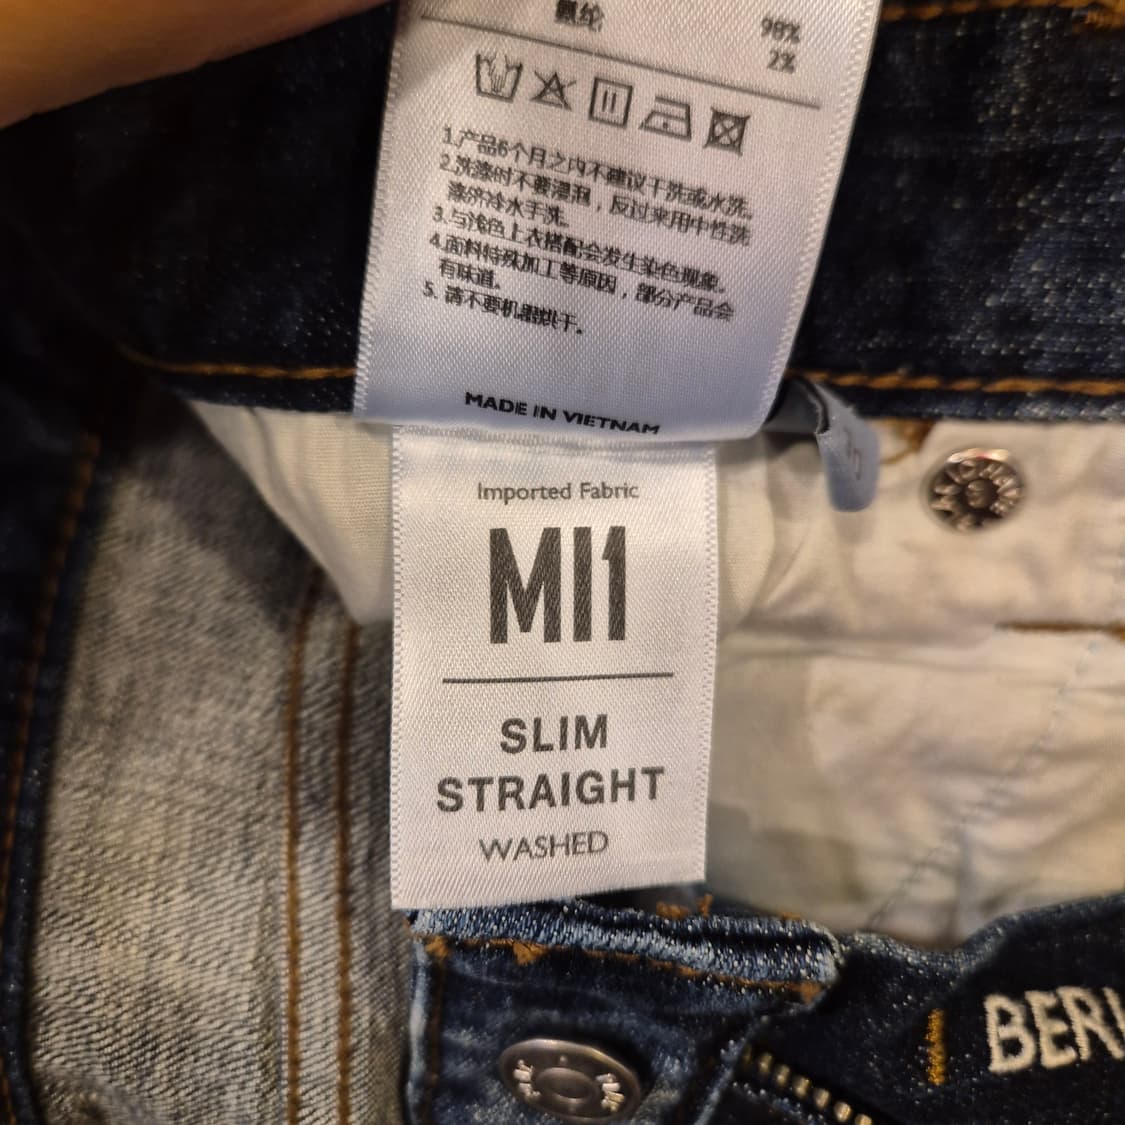 氨纶 98%
2%
1.产品6个月之内不建议干洗或水洗。
2.洗涤时不要浸泡，反过来用中性洗
涤济冷水手洗。
3.与浅色上衣搭配会发生染色现象。
4.面料特殊加工等原因，部分产品会
有味道。
5. 请不要机器烘干。
MADE IN VIETNAM
Imported Fabric
MI1
SLIM
STRAIGHT
WASHED
BER